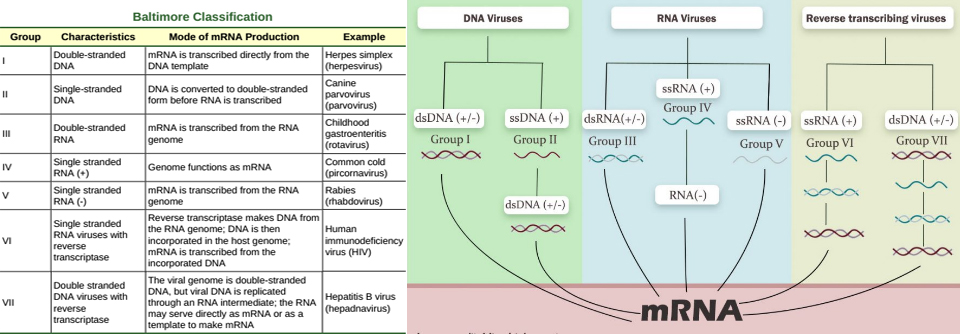 Baltimore Classification
Group Characteristics Mode of mRNA Production Example
I
Double-stranded
DNA
mRNA is transcribed directly from the
DNA template
Herpes simplex
(herpesvirus)
II
Single-stranded
DNA
DNA is converted to double-stranded
form before RNA is transcribed
Canine
parvovirus
(parvovirus)
III
Double-stranded
RNA
mRNA is transcribed from the RNA
genome
Childhood
gastroenteritis
(rotavirus)
IV
Single stranded
RNA (+)
Genome functions as mRNA
Common cold
(pircornavirus)
V
Single stranded
RNA (-)
mRNA is transcribed from the RNA
genome
Rabies
(rhabdovirus)
VI
Single stranded
RNA viruses with
reverse
transcriptase
Reverse transcriptase makes DNA from
the RNA genome; DNA is then
incorporated in the host genome;
mRNA is transcribed from the
incorporated DNA
Human
immunodeficiency
virus (HIV)
VII
Double stranded
DNA viruses with
reverse
transcriptase
The viral genome is double-stranded
DNA, but viral DNA is replicated
through an RNA intermediate; the RNA
may serve directly as mRNA or as a
template to make mRNA
Hepatitis B virus
(hepadnavirus)
DNA Viruses
RNA Viruses
Reverse transcribing viruses
dsDNA (+/-)
Group I
ssDNA (+)
Group II
dsDNA (+/-)
dsRNA(+/-)
Group III
ssRNA (+)
Group IV
RNA(-)
ssRNA (-)
Group V
ssRNA (+)
Group VI
dsDNA (+/-)
Group VII
mRNA